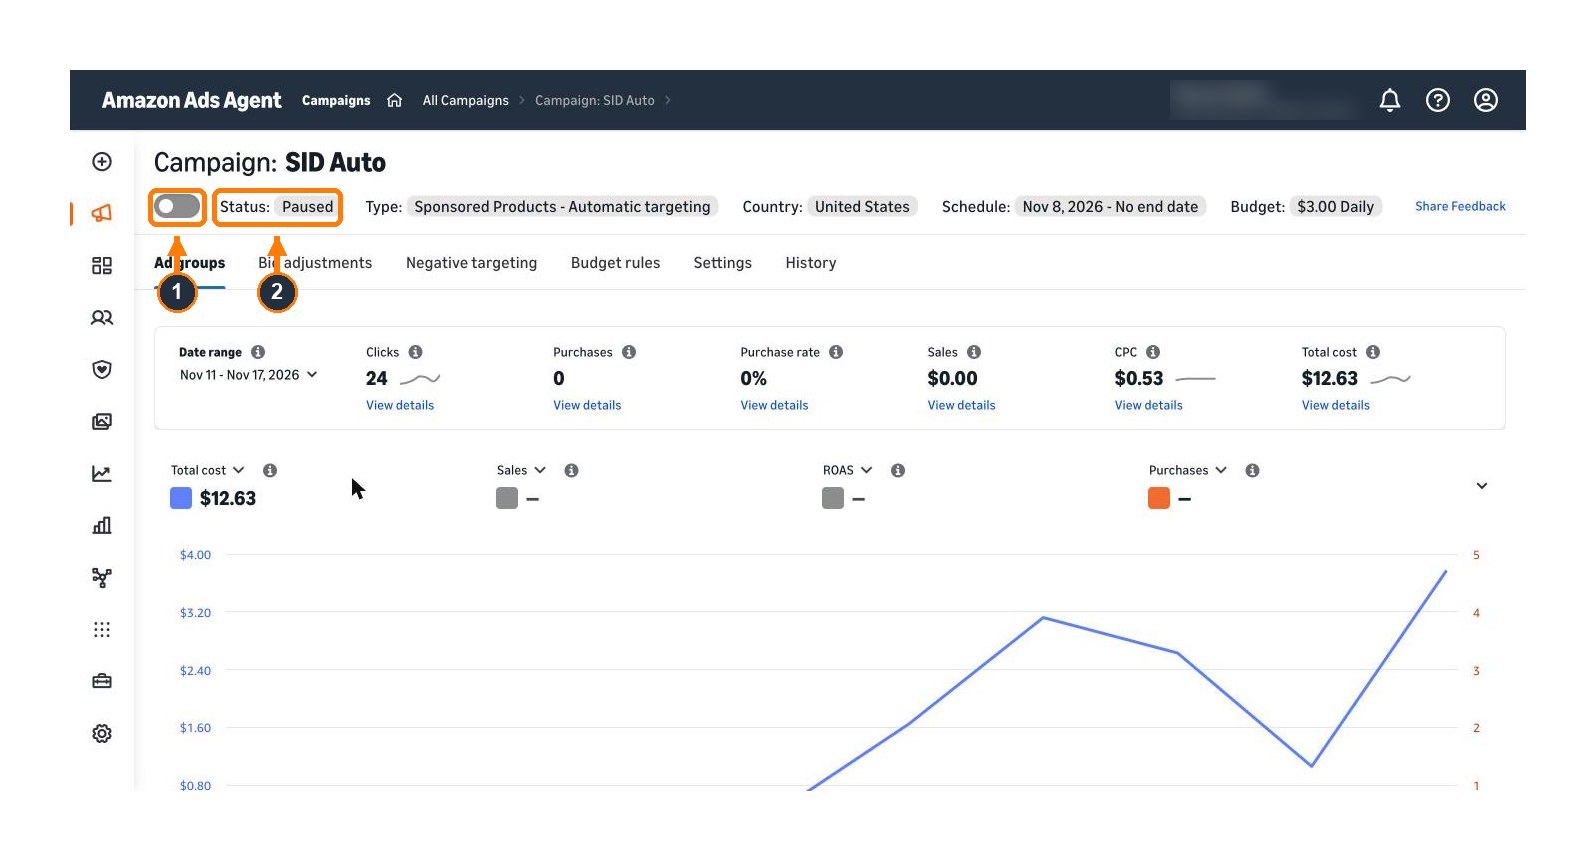 Amazon Ads Agent Campaigns All Campaigns Campaign: SID Auto
Campaign: SID Auto
Status: Paused Type: Sponsored Products - Automatic targeting Country: United States Schedule: Nov 8, 2026 - No end date Budget: $3.00 Daily Share Feedback
Ad groups Bid adjustments Negative targeting Budget rules Settings History
1 2
Date range Clicks Purchases Purchase rate Sales CPC Total cost
Nov 11 - Nov 17, 2026 24 0 0% $0.00 $0.53 $12.63
View details View details View details View details View details View details
Total cost Sales ROAS Purchases
$12.63 – – –
$4.00 5
$3.20 4
$2.40 3
$1.60 2
$0.80 1